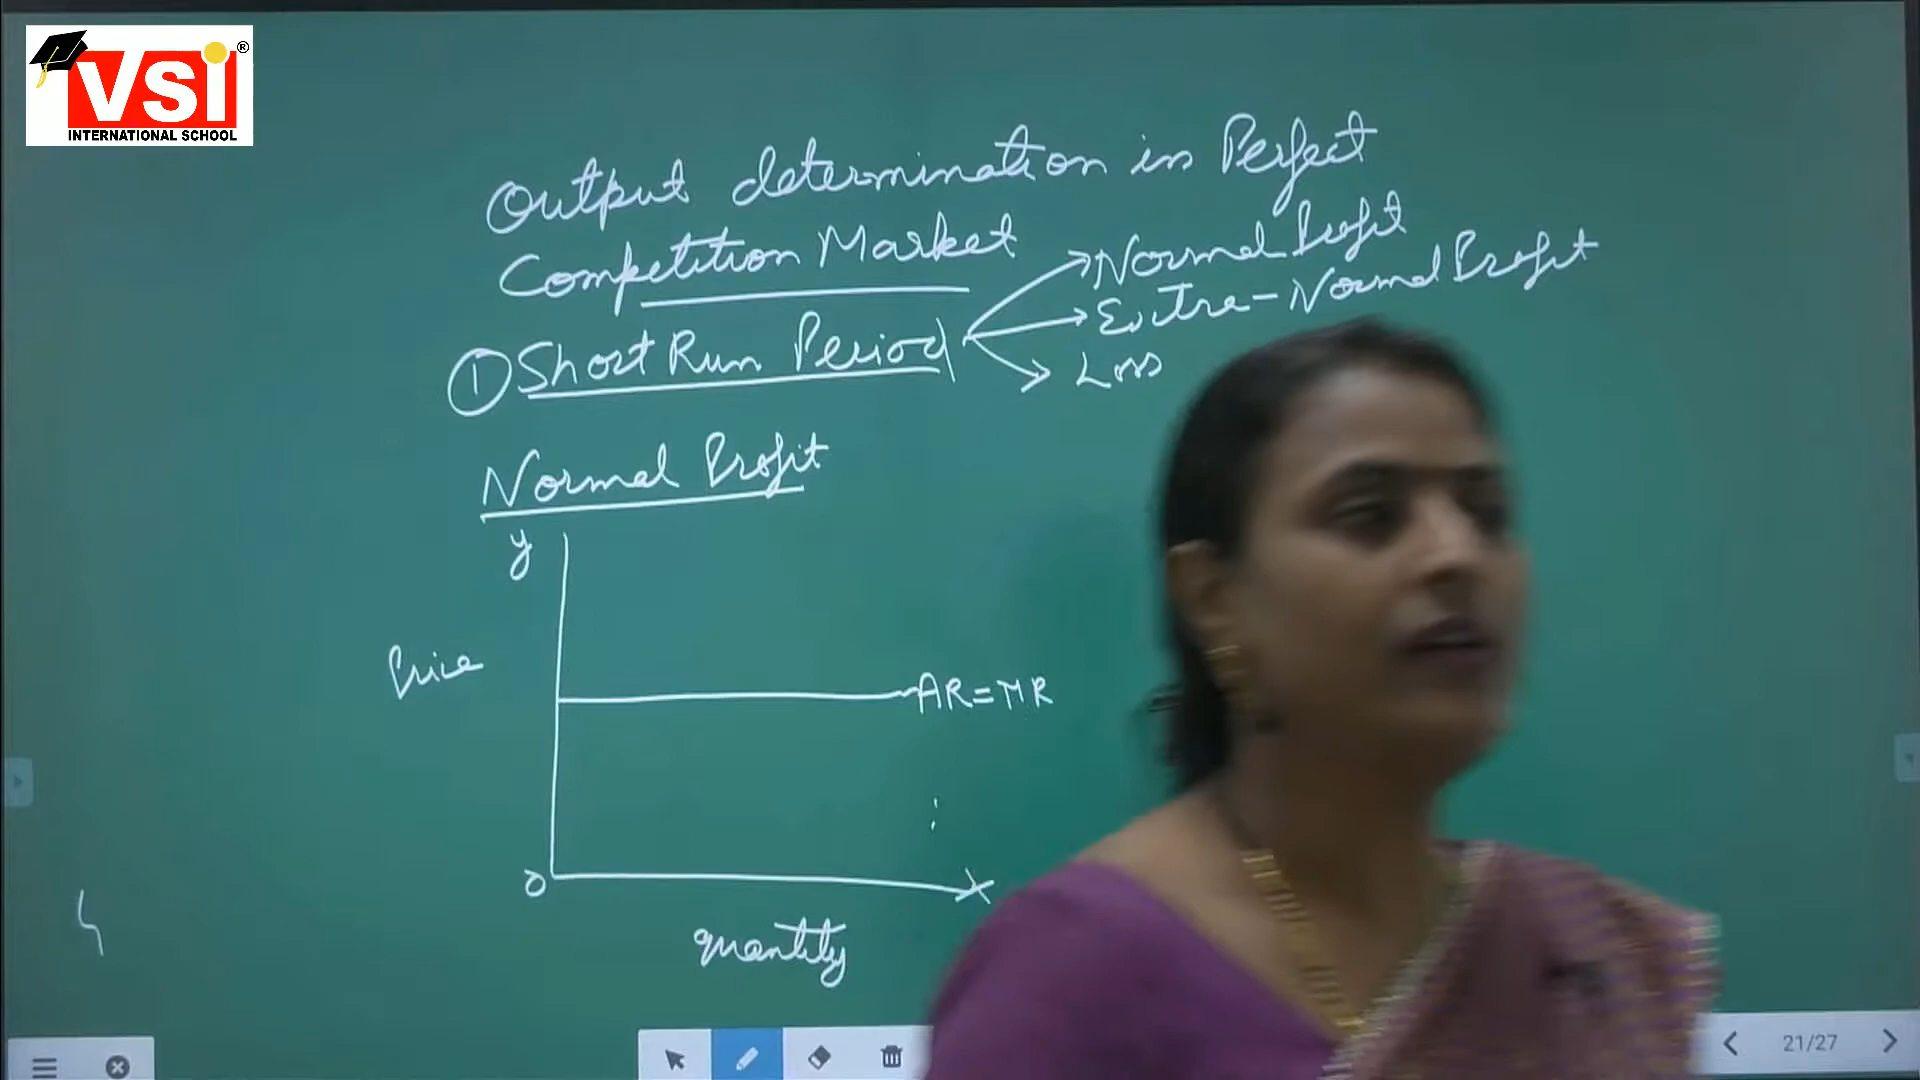 VSI ®
INTERNATIONAL SCHOOL
Output determination in Perfect
Competition Market
① Short Run Period
Normal Profit
Extra-Normal Profit
Loss
Normal Profit
y
Price
AR=MR
0
X
quantity
21/27